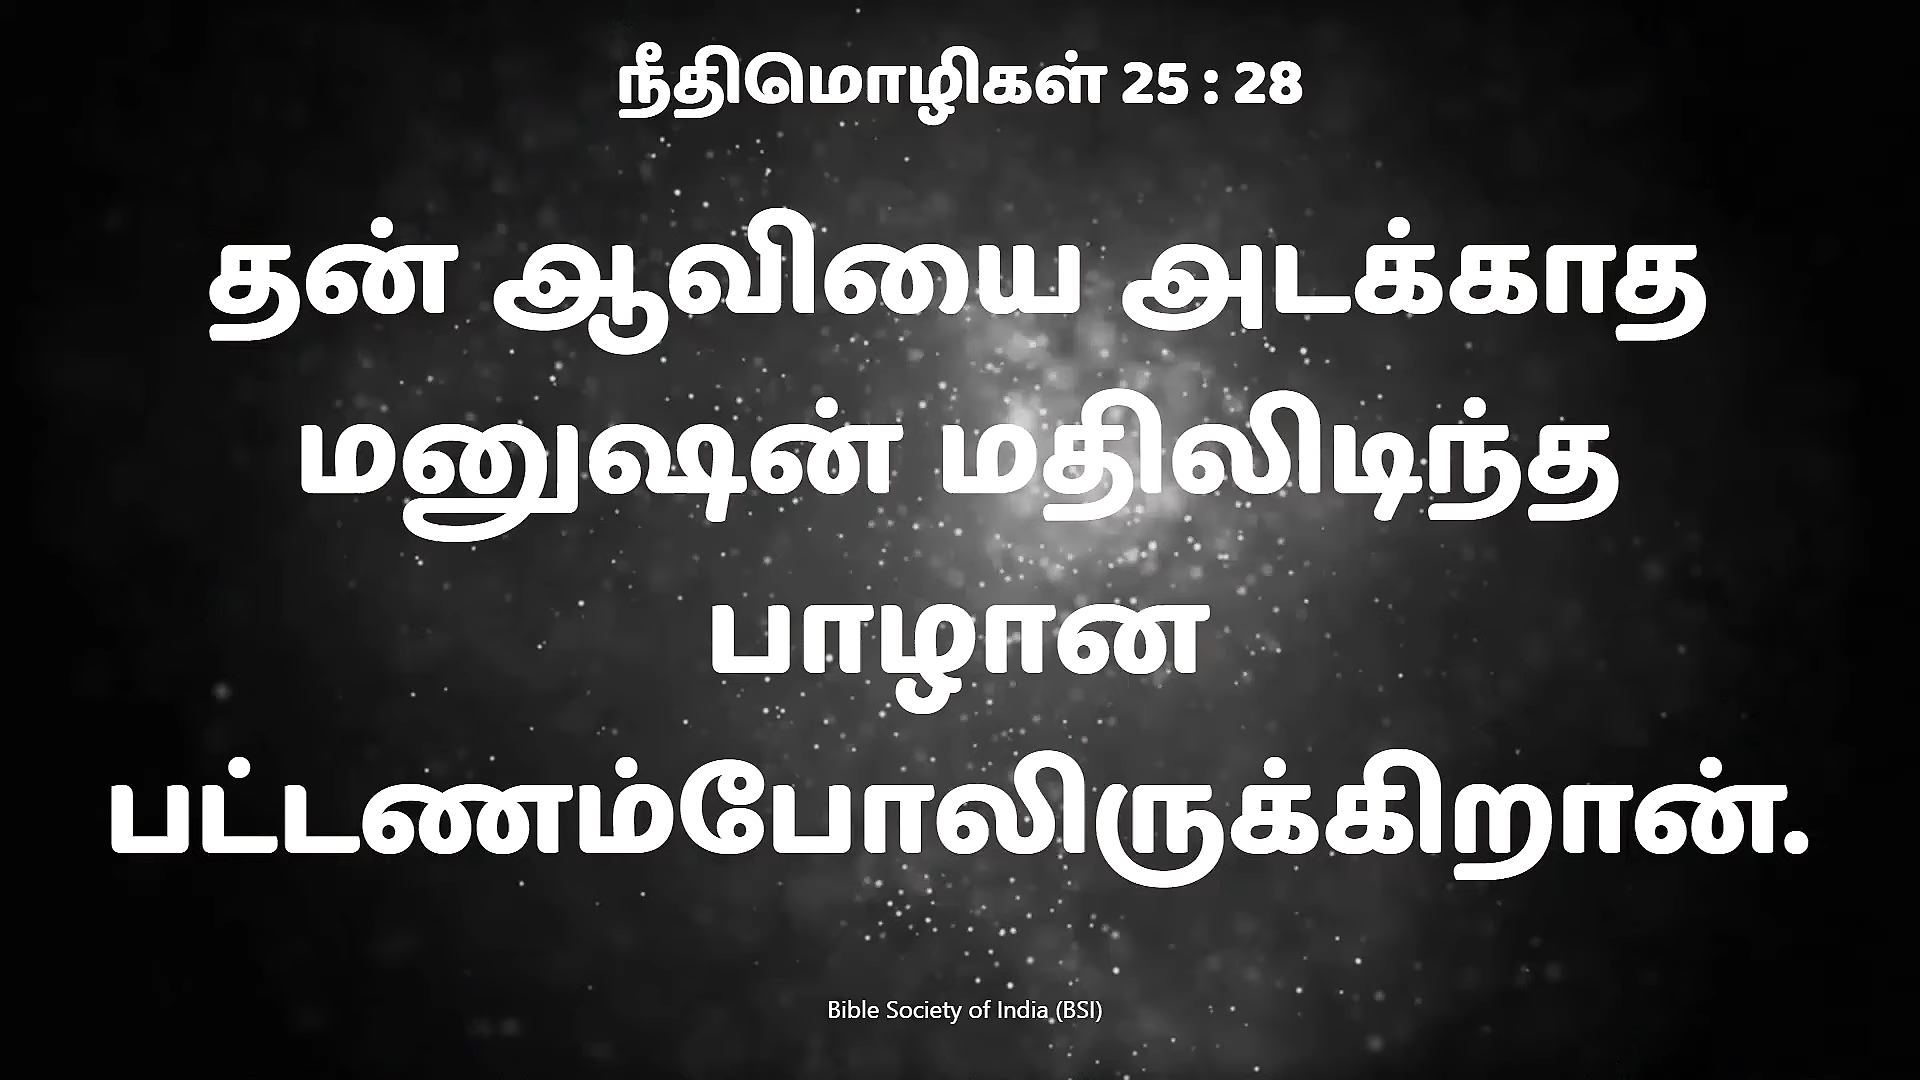 நீதிமொழிகள் 25 : 28
தன் ஆவியை அடக்காத
மனுஷன் மதிலிடிந்த
பாழான
பட்டணம்போலிருக்கிறான்.
Bible Society of India (BSI)